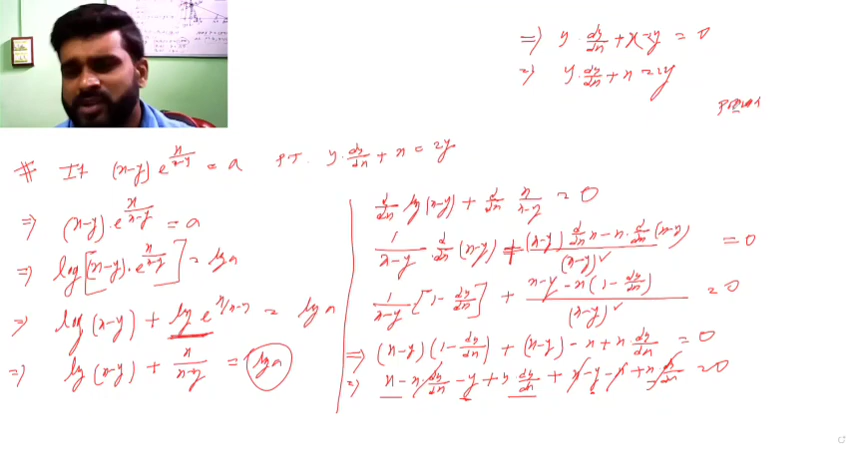 # If (x-y) e^{x/(x-y)} = a PT. y.dy/dx + x = 2y
=> (x-y).e^{x/(x-y)} = a
=> log[(x-y).e^{x/(x-y)}] = log a
=> log(x-y) + log e^{x/x-y} = log a
=> log(x-y) + x/(x-y) = log a
d/dx log(x-y) + d/dx x/(x-y) = 0
1/(x-y) . d/dx (x-y) + ((x-y) d/dx x - x . d/dx (x-y))/(x-y)² = 0
1/(x-y) [1 - dy/dx] + (x-y - x(1 - dy/dx))/(x-y)² = 0
=> (x-y)(1 - dy/dx) + (x-y) - x + x dy/dx = 0
=> x - x.dy/dx - y + y dy/dx + x - y - x + x.dy/dx = 0
=> y.dy/dx + x-2y = 0
=> y.dy/dx + x = 2y